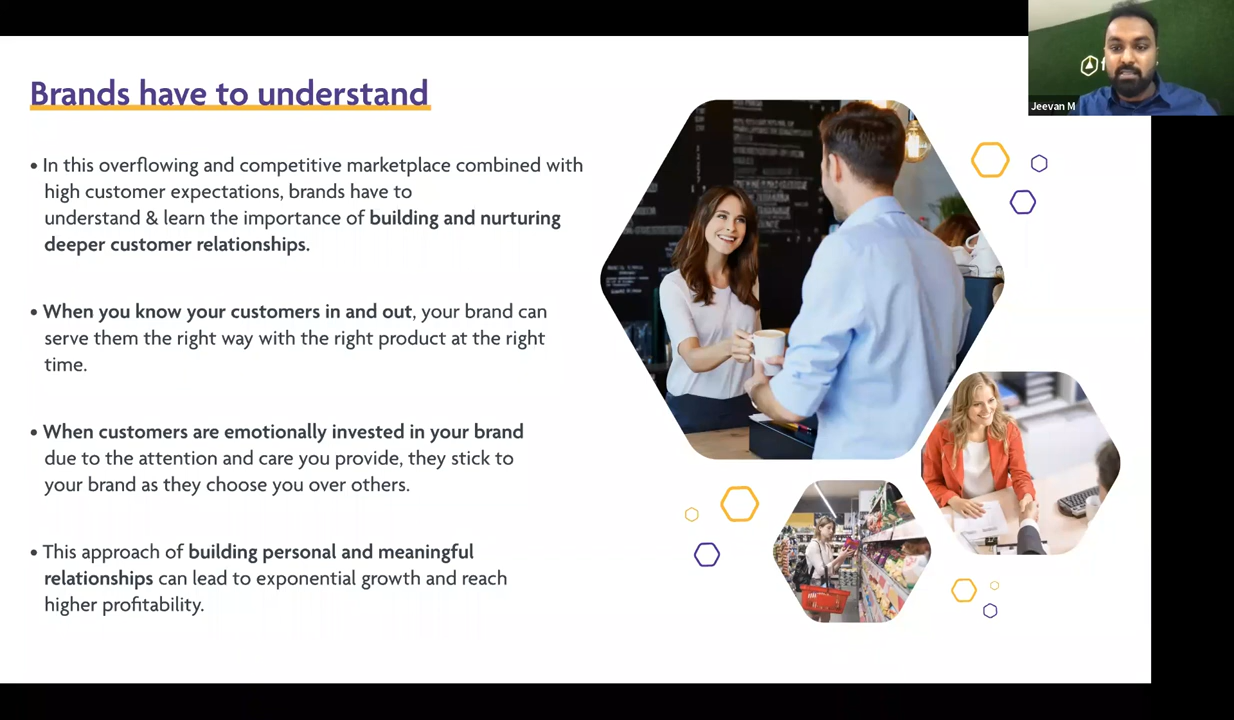 Brands have to understand
• In this overflowing and competitive marketplace combined with
high customer expectations, brands have to
understand & learn the importance of building and nurturing
deeper customer relationships.
• When you know your customers in and out, your brand can
serve them the right way with the right product at the right
time.
• When customers are emotionally invested in your brand
due to the attention and care you provide, they stick to
your brand as they choose you over others.
• This approach of building personal and meaningful
relationships can lead to exponential growth and reach
higher profitability.
Jeevan M